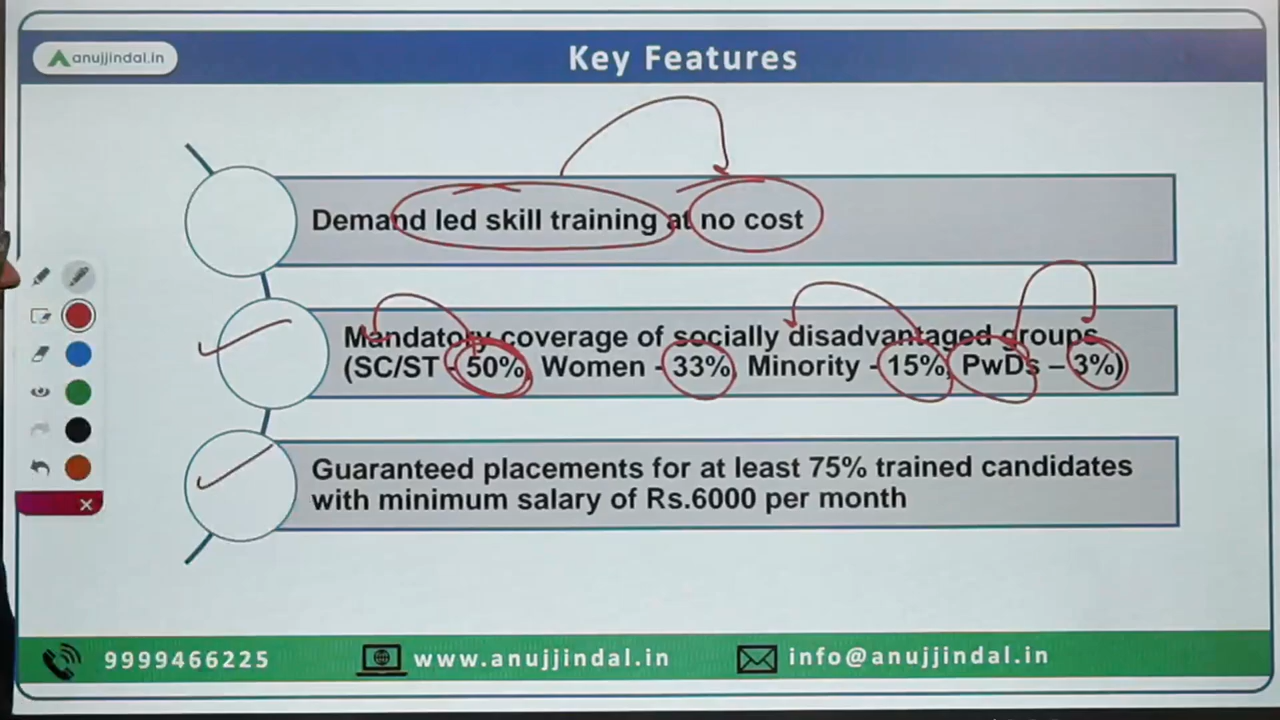 anujjindal.in
Key Features
Demand led skill training at no cost
Mandatory coverage of socially disadvantaged groups
(SC/ST - 50%, Women - 33%, Minority - 15%, PwDs – 3%)
Guaranteed placements for at least 75% trained candidates
with minimum salary of Rs.6000 per month
9999466225
www.anujjindal.in
info@anujjindal.in